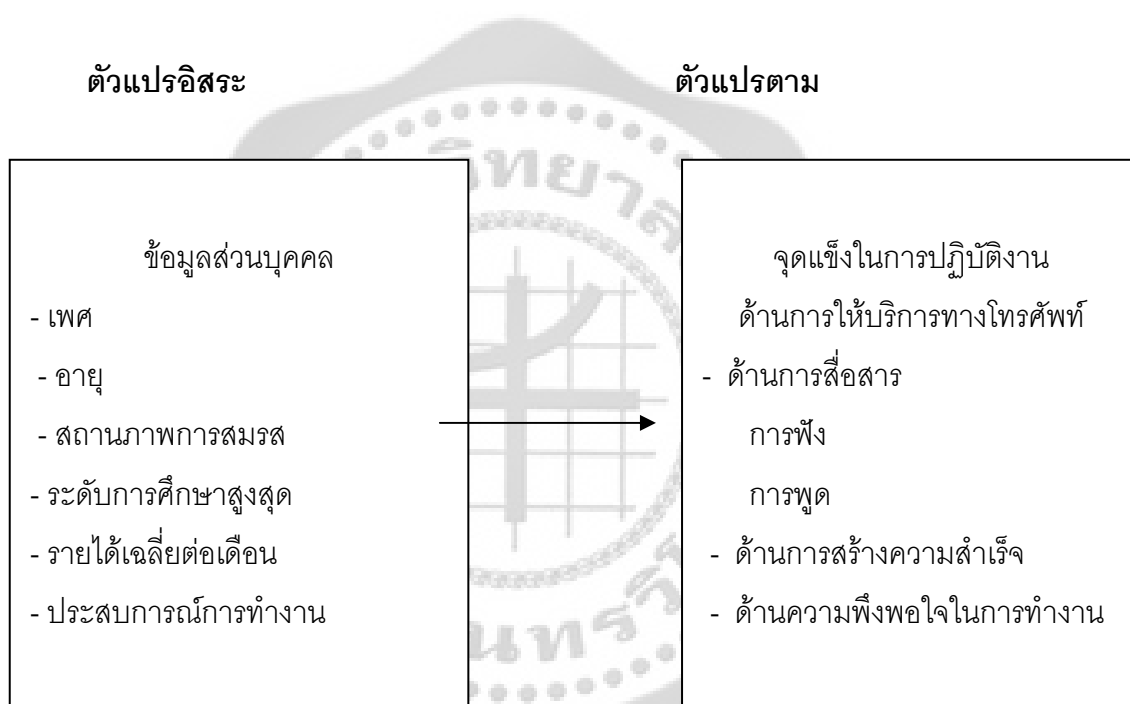 ตัวแปรอิสระ
ตัวแปรตาม
ข้อมูลส่วนบุคคล
- เพศ
- อายุ
- สถานภาพการสมรส
- ระดับการศึกษาสูงสุด
- รายได้เฉลี่ยต่อเดือน
- ประสบการณ์การทำงาน
จุดแข็งในการปฏิบัติงาน
ด้านการให้บริการทางโทรศัพท์
- ด้านการสื่อสาร
การฟัง
การพูด
- ด้านการสร้างความสำเร็จ
- ด้านความพึงพอใจในการทำงาน